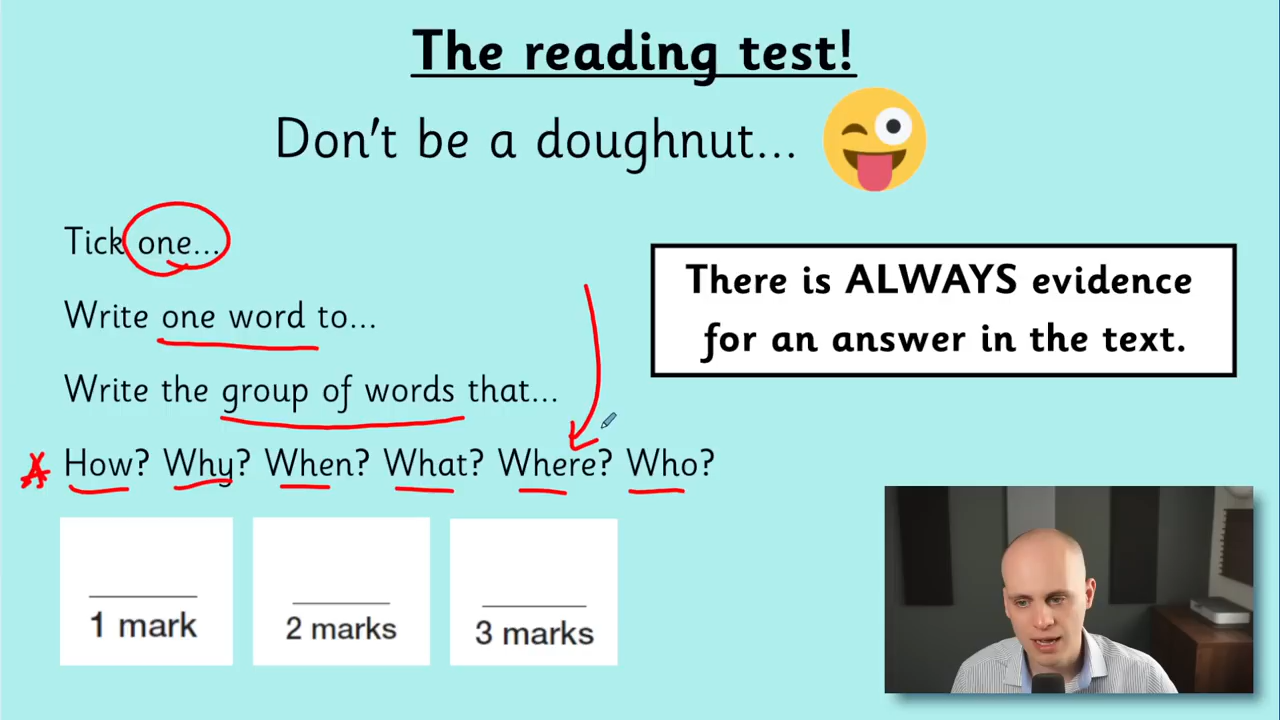 The reading test!
Don't be a doughnut...
Tick one...
Write one word to...
Write the group of words that...
How? Why? When? What? Where? Who?
There is ALWAYS evidence
for an answer in the text.
1 mark
2 marks
3 marks